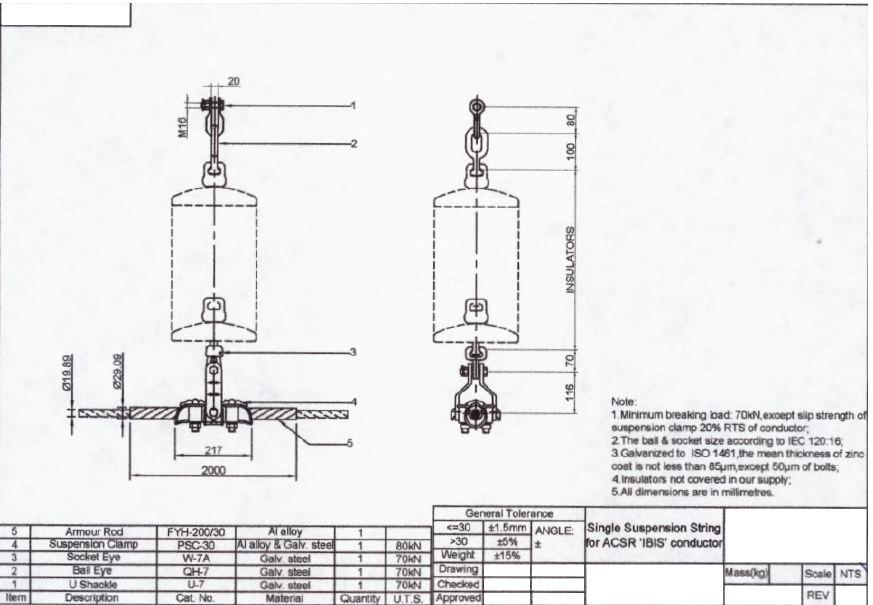 20
M16
1
2
80
100
INSULATORS
70
116
3
4
5
Ø19.89
Ø29.09
217
2000
Note:
1.Minimum breaking load: 70kN,except slip strength of
suspension clamp 20% RTS of conductor;
2.The ball & socket size according to IEC 120:16;
3.Galvanized to ISO 1461,the mean thickness of zinc
coat is not less than 85μm,except 50μm of bolts;
4.Insulators not covered in our supply;
5.All dimensions are in millimetres.
5 Armour Rod FYH-200/30 Al alloy 1
4 Suspension Clamp PSC-30 Al alloy & Galv. steel 1 80kN
3 Socket Eye W-7A Galv. steel 1 70kN
2 Ball Eye QH-7 Galv. steel 1 70kN
1 U Shackle U-7 Galv. steel 1 70kN
Item Description Cat. No. Material Quantity U.T.S.
General Tolerance
<=30 ±1.5mm ANGLE:
>30 ±5% ±
Weight ±15%
Drawing
Checked
Approved
Single Suspension String
for ACSR 'IBIS' conductor
Mass(kg) Scale NTS
REV